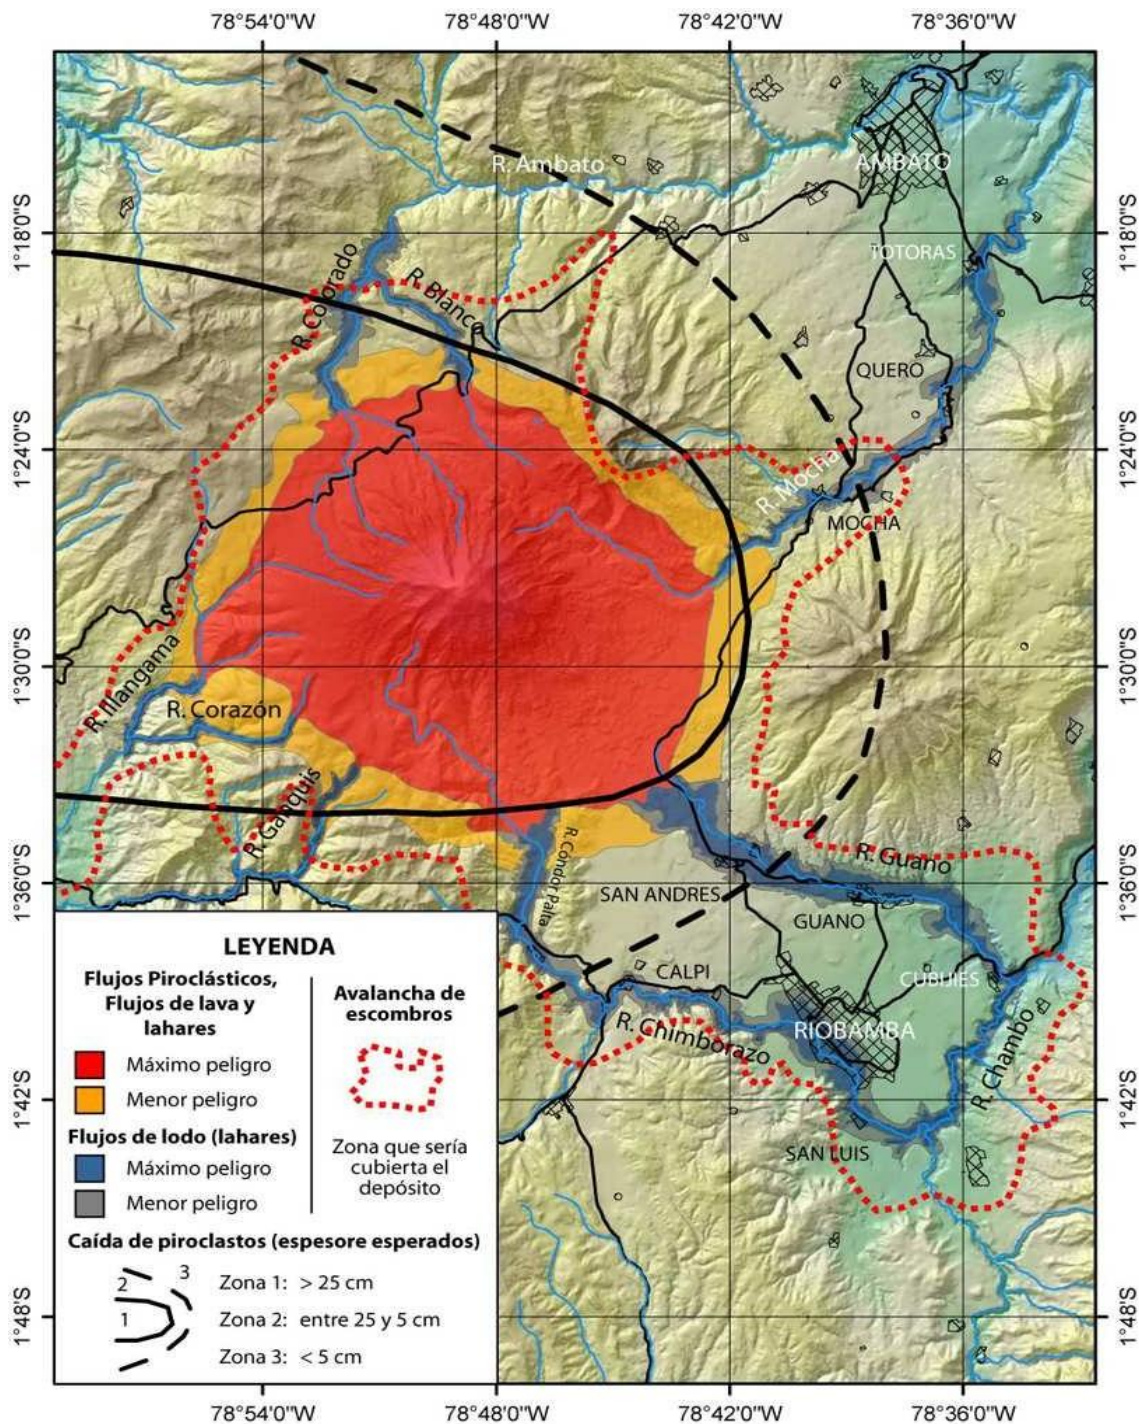 78°54'0"W
78°48'0"W
78°42'0"W
78°36'0"W
R. Ambato
AMBATO
1°18'0"S
1°18'0"S
TOTORAS
R. Colorado
R. Blanco
QUERO
1°24'0"S
1°24'0"S
R. Mocha
MOCHA
1°30'0"S
1°30'0"S
R. Illangama
R. Corazón
R. Ganquis
R. Condor Palta
R. Guano
1°36'0"S
1°36'0"S
SAN ANDRES
GUANO
CALPI
CUBIJIES
R. Chimborazo
RIOBAMBA
R. Chambo
1°42'0"S
1°42'0"S
SAN LUIS
1°48'0"S
1°48'0"S
LEYENDA
Flujos Piroclásticos,
Flujos de lava y
lahares
Máximo peligro
Menor peligro
Flujos de lodo (lahares)
Máximo peligro
Menor peligro
Avalancha de
escombros
Zona que sería
cubierta el
depósito
Caída de piroclastos (espesore esperados)
2
3
1
Zona 1: > 25 cm
Zona 2: entre 25 y 5 cm
Zona 3: < 5 cm
78°54'0"W
78°48'0"W
78°42'0"W
78°36'0"W